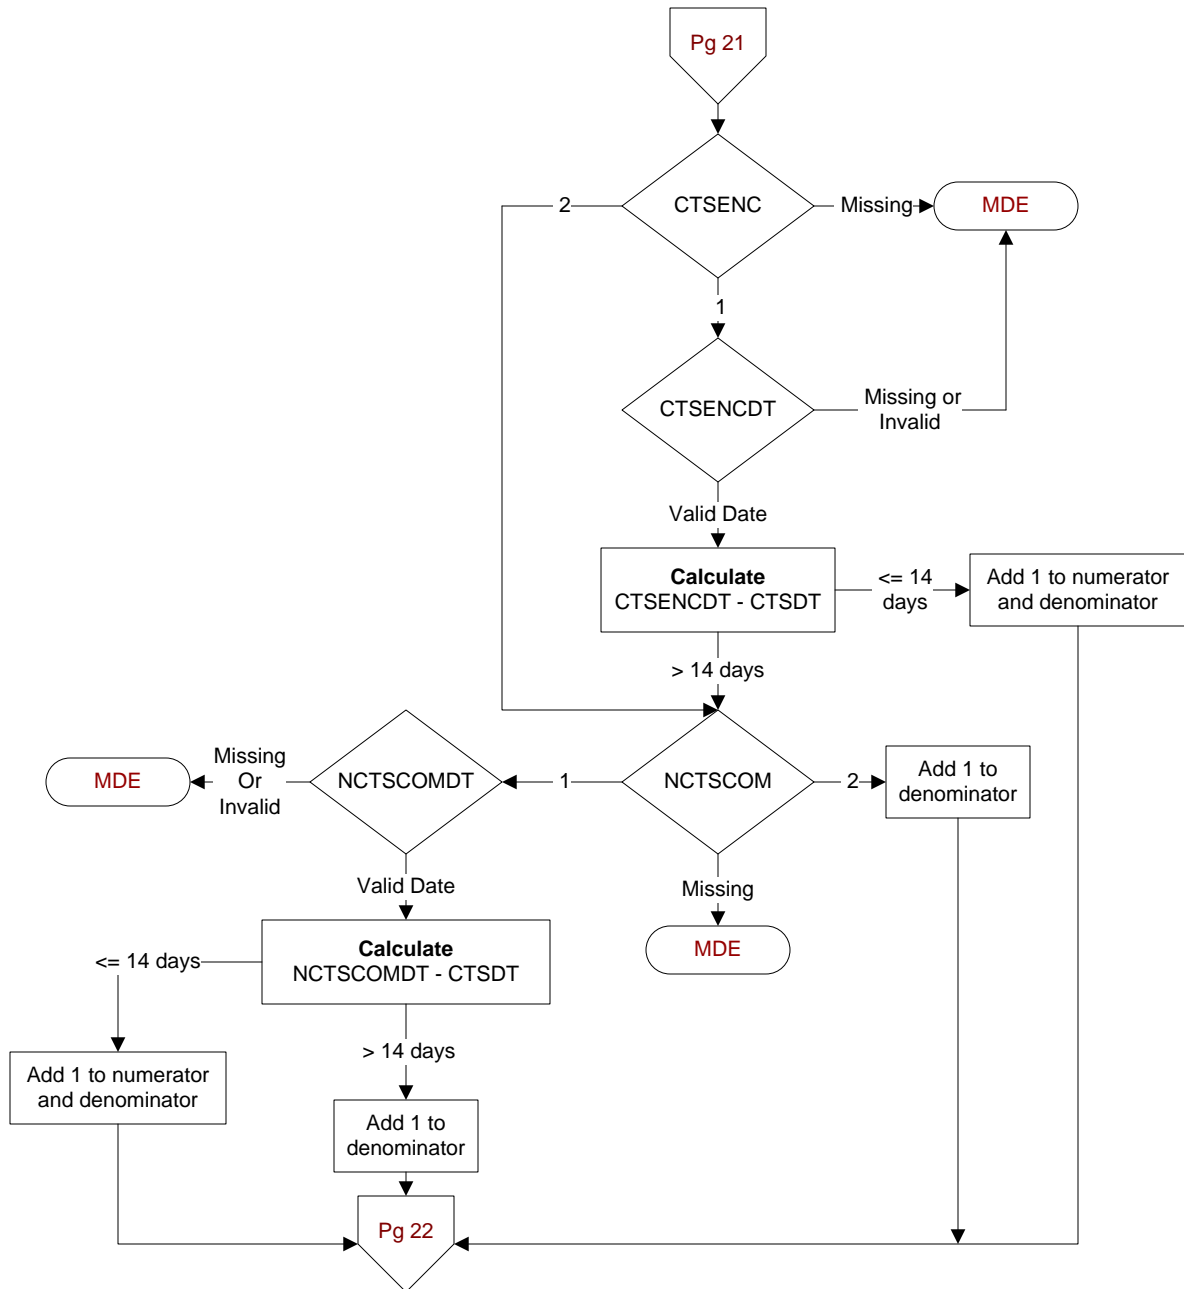 Pg 21
CTSENC
2
Missing
MDE
1
CTSENCDT
Missing or
Invalid
Valid Date
Calculate
CTSENCDT - CTSDT
<= 14
days
Add 1 to numerator
and denominator
> 14 days
NCTSCOM
1
2
Add 1 to
denominator
Missing
MDE
NCTSCOMDT
Missing
Or
Invalid
MDE
Valid Date
Calculate
NCTSCOMDT - CTSDT
<= 14 days
Add 1 to numerator
and denominator
> 14 days
Add 1 to
denominator
Pg 22